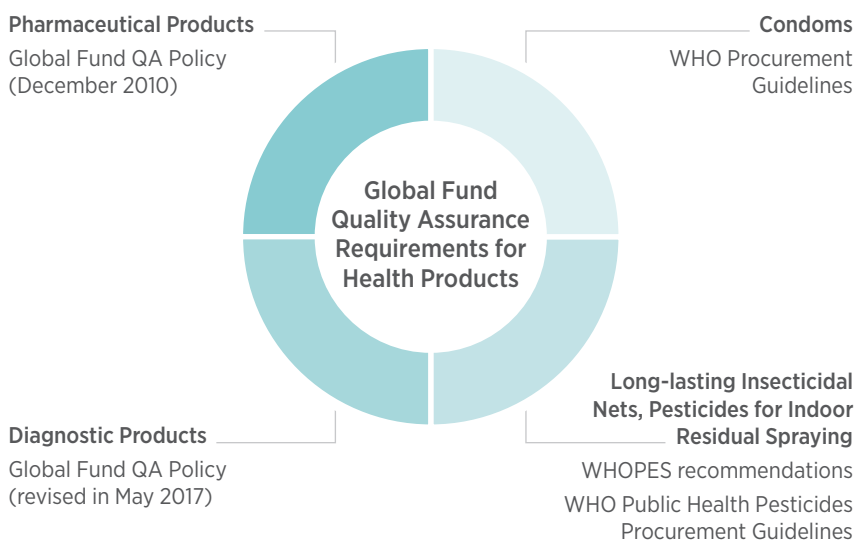 Pharmaceutical Products
Global Fund QA Policy
(December 2010)
Condoms
WHO Procurement
Guidelines
Global Fund
Quality Assurance
Requirements for
Health Products
Diagnostic Products
Global Fund QA Policy
(revised in May 2017)
Long-lasting Insecticidal
Nets, Pesticides for Indoor
Residual Spraying
WHOPES recommendations
WHO Public Health Pesticides
Procurement Guidelines